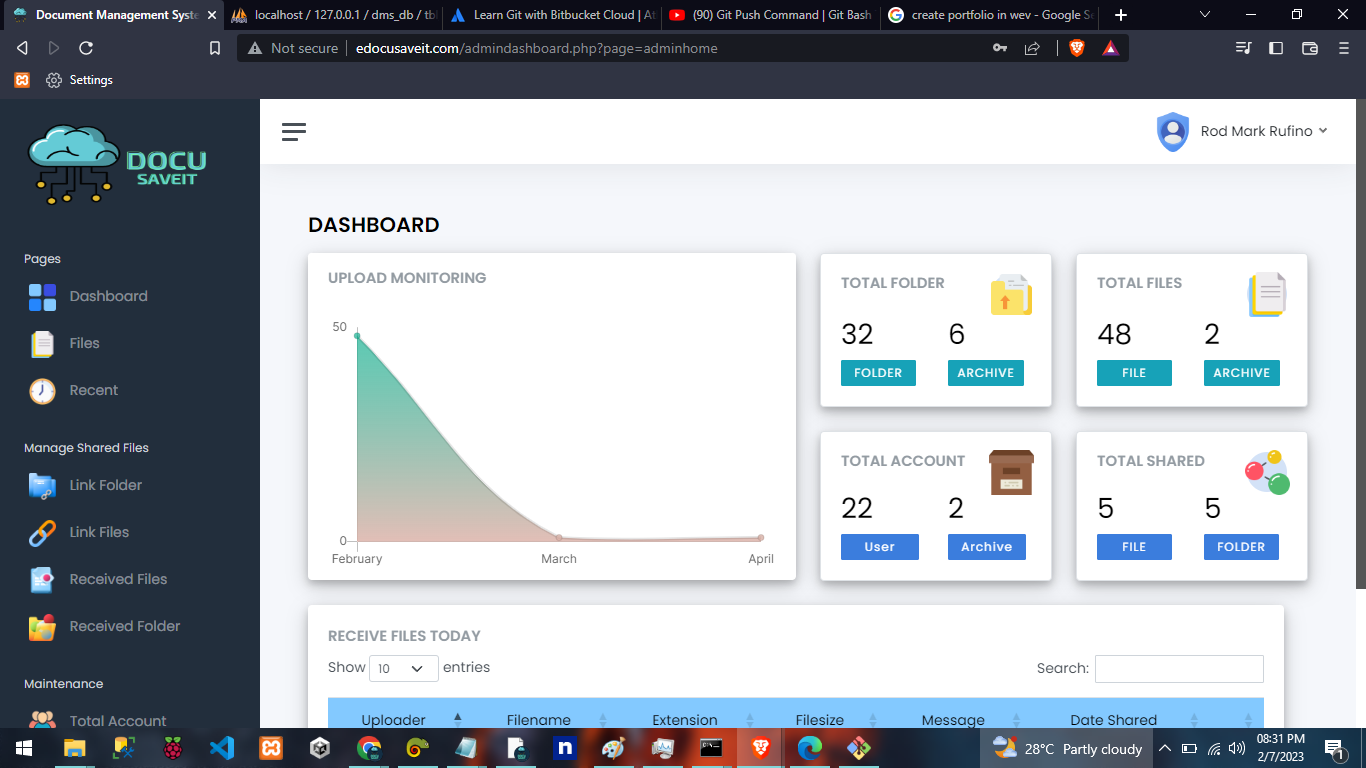 Document Management Syste
localhost / 127.0.0.1 / dms_db / tbl
Learn Git with Bitbucket Cloud | At
(90) Git Push Command | Git Bash
create portfolio in wev - Google Se
Not secure
edocusaveit.com/admindashboard.php?page=adminhome
Settings
DOCU
SAVEIT
Rod Mark Rufino
Pages
Dashboard
Files
Recent
Manage Shared Files
Link Folder
Link Files
Received Files
Received Folder
Maintenance
Total Account
DASHBOARD
UPLOAD MONITORING
50
0
February March April
TOTAL FOLDER
32 6
FOLDER ARCHIVE
TOTAL FILES
48 2
FILE ARCHIVE
TOTAL ACCOUNT
22 2
User Archive
TOTAL SHARED
5 5
FILE FOLDER
RECEIVE FILES TODAY
Show 10 entries
Search:
Uploader Filename Extension Filesize Message Date Shared
28°C Partly cloudy
08:31 PM
2/7/2023
1